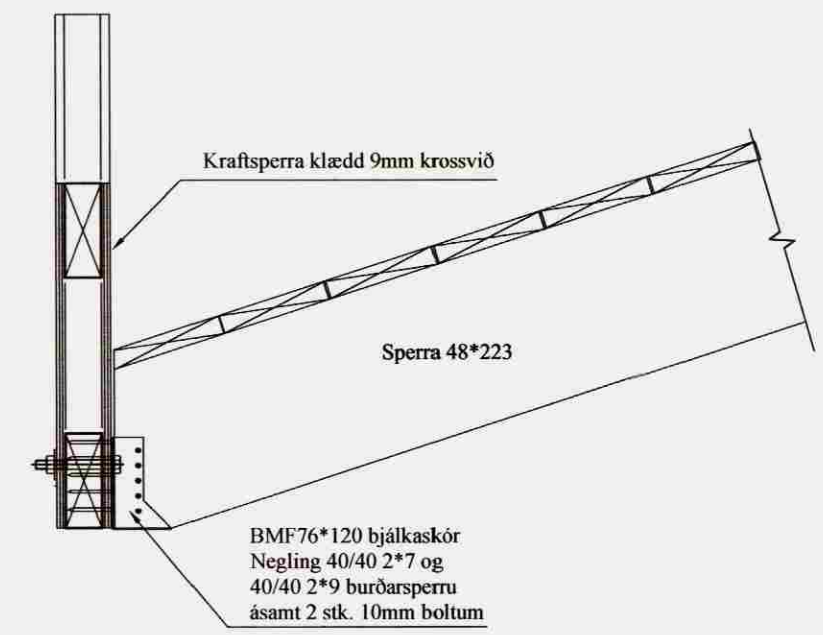 Kraftsperra klædd 9mm krossvið
Sperra 48*223
BMF76*120 bjálkaskór
Negling 40/40 2*7 og
40/40 2*9 burðarsperru
ásamt 2 stk. 10mm boltum